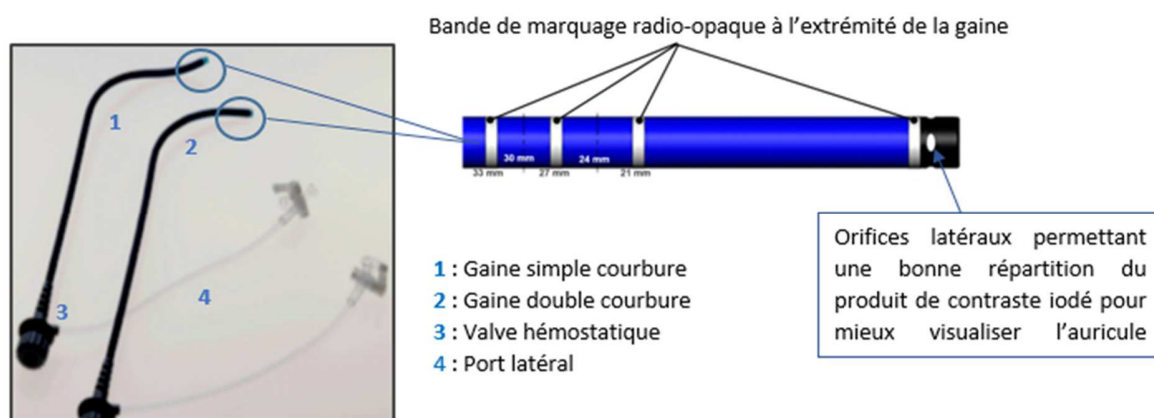 Bande de marquage radio-opaque à l’extrémité de la gaine
1
2
3
4
30 mm
24 mm
33 mm
27 mm
21 mm
1 : Gaine simple courbure
2 : Gaine double courbure
3 : Valve hémostatique
4 : Port latéral
Orifices latéraux permettant
une bonne répartition du
produit de contraste iodé pour
mieux visualiser l’auricule